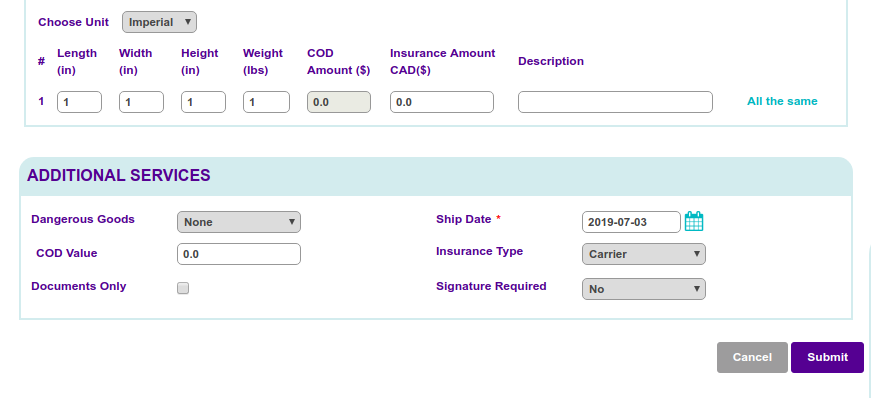 Choose Unit Imperial
# Length (in) Width (in) Height (in) Weight (lbs) COD Amount ($) Insurance Amount CAD($) Description
1 1 1 1 1 0.0 0.0 All the same
ADDITIONAL SERVICES
Dangerous Goods None Ship Date * 2019-07-03
COD Value 0.0 Insurance Type Carrier
Documents Only Signature Required No
Cancel Submit